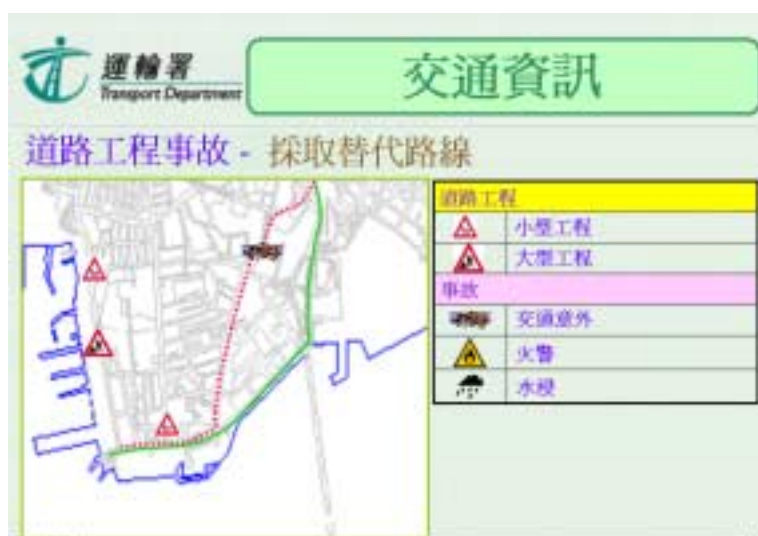 運輸署
Transport Department
交通資訊
道路工程事故 - 採取替代路線
道路工程
小型工程
大型工程
事故
交通意外
火警
水浸